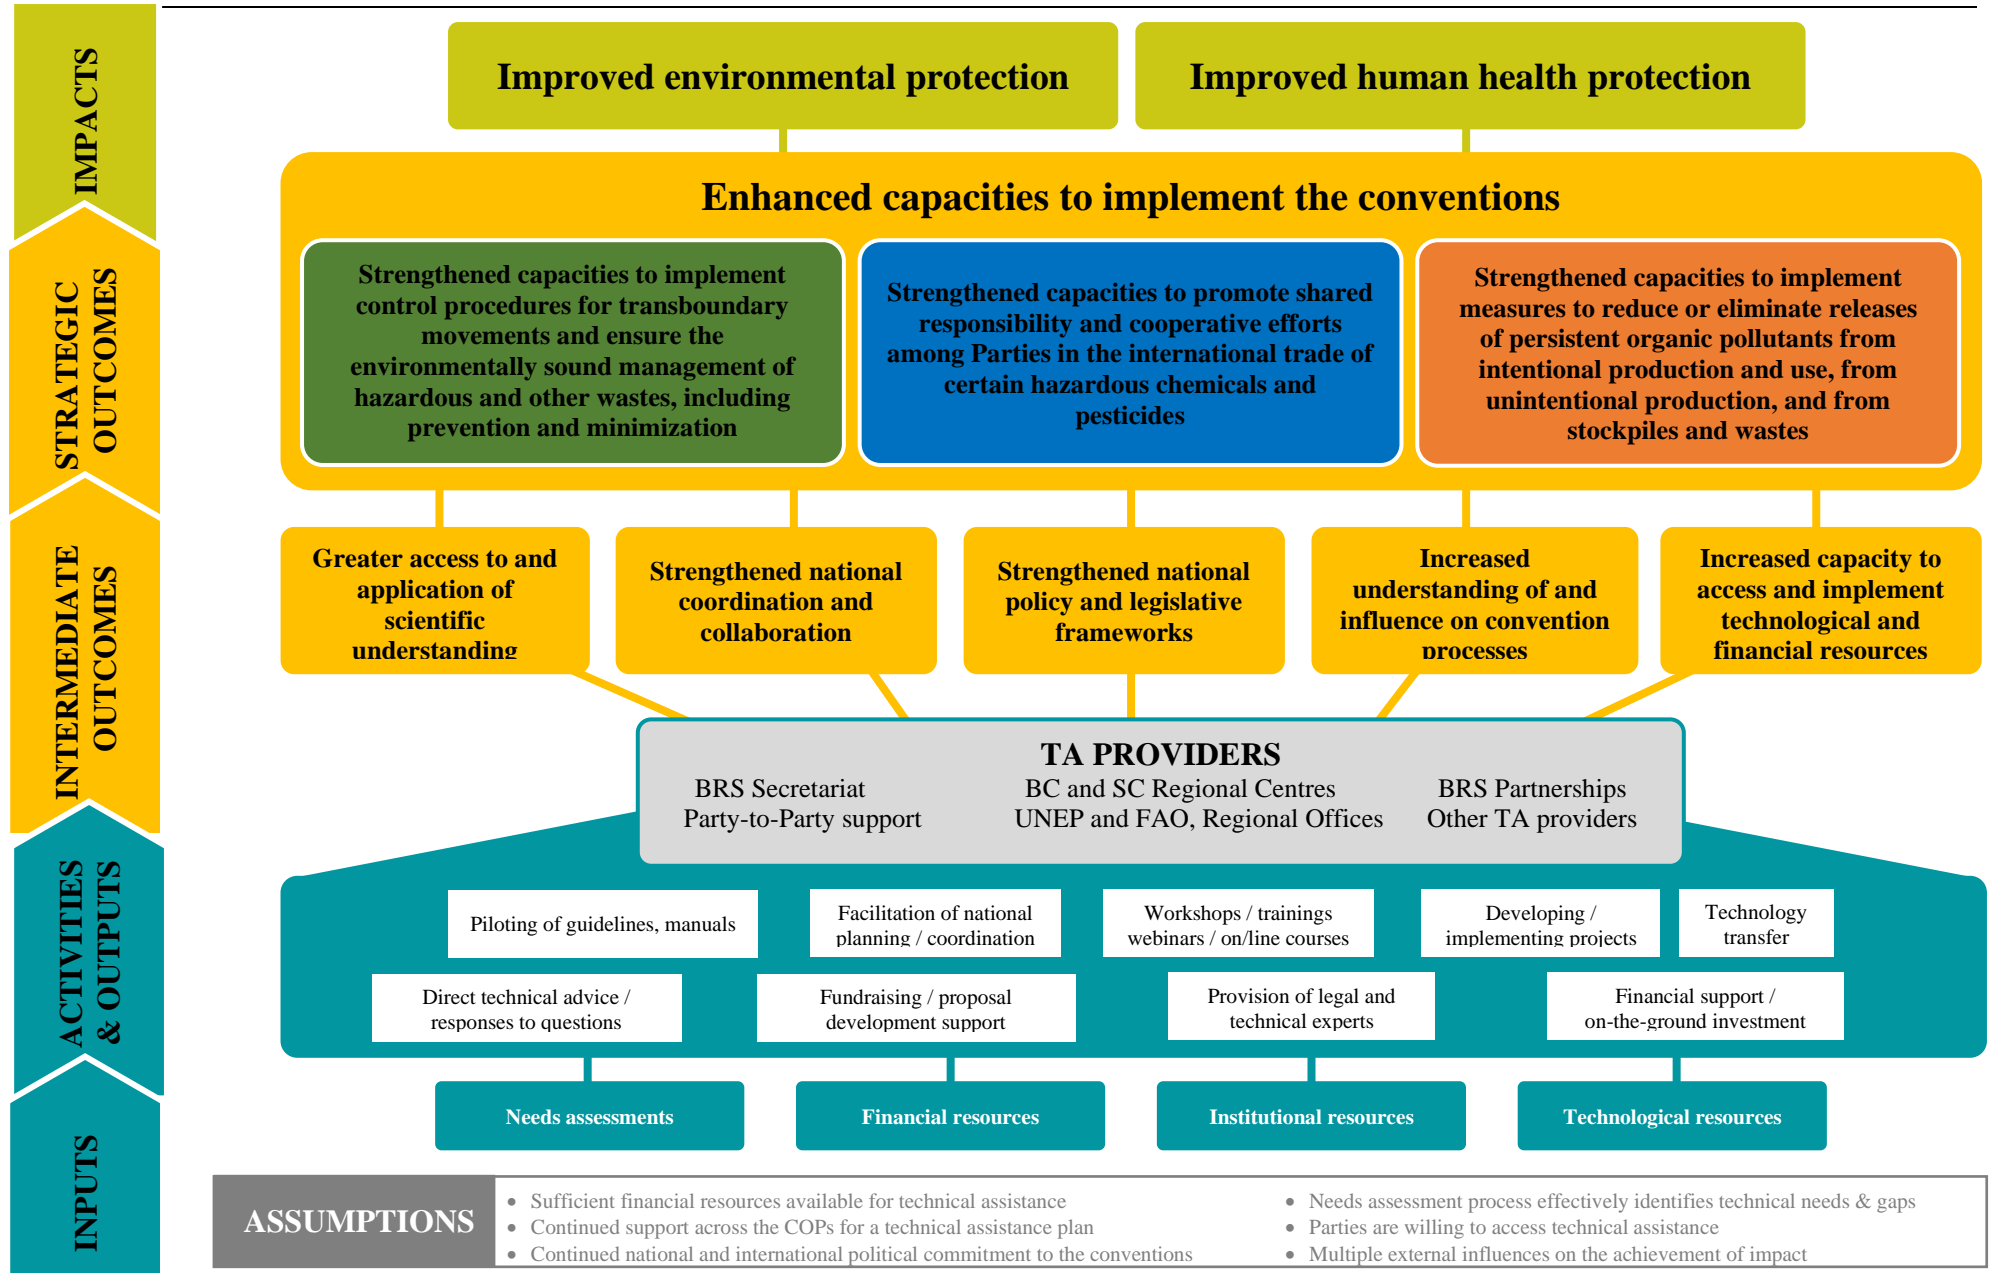 IMPACTS
Improved environmental protection
Improved human health protection
STRATEGIC
OUTCOMES
Enhanced capacities to implement the conventions
Strengthened capacities to implement
control procedures for transboundary
movements and ensure the
environmentally sound management of
hazardous and other wastes, including
prevention and minimization
Strengthened capacities to promote shared
responsibility and cooperative efforts
among Parties in the international trade of
certain hazardous chemicals and
pesticides
Strengthened capacities to implement
measures to reduce or eliminate releases
of persistent organic pollutants from
intentional production and use, from
unintentional production, and from
stockpiles and wastes
INTERMEDIATE
OUTCOMES
Greater access to and
application of
scientific
understanding
Strengthened national
coordination and
collaboration
Strengthened national
policy and legislative
frameworks
Increased
understanding of and
influence on convention
processes
Increased capacity to
access and implement
technological and
financial resources
TA PROVIDERS
BRS Secretariat
BC and SC Regional Centres
BRS Partnerships
Party-to-Party support
UNEP and FAO, Regional Offices
Other TA providers
ACTIVITIES
& OUTPUTS
Piloting of guidelines, manuals
Facilitation of national
planning / coordination
Workshops / trainings
webinars / on/line courses
Developing /
implementing projects
Technology
transfer
Direct technical advice /
responses to questions
Fundraising / proposal
development support
Provision of legal and
technical experts
Financial support /
on-the-ground investment
INPUTS
Needs assessments
Financial resources
Institutional resources
Technological resources
ASSUMPTIONS
• Sufficient financial resources available for technical assistance
• Continued support across the COPs for a technical assistance plan
• Continued national and international political commitment to the conventions
• Needs assessment process effectively identifies technical needs & gaps
• Parties are willing to access technical assistance
• Multiple external influences on the achievement of impact